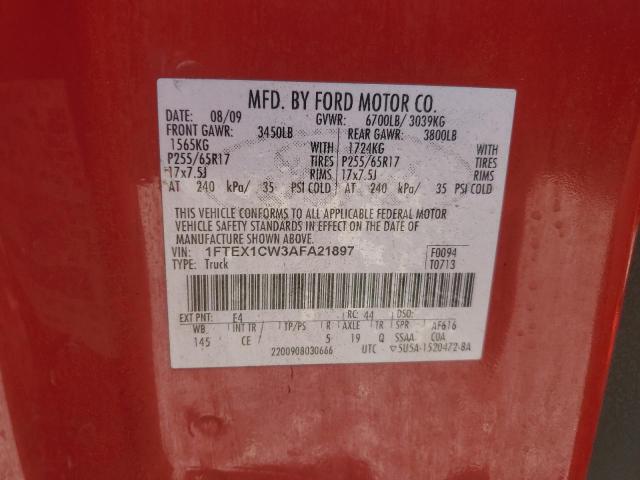 MFD. BY FORD MOTOR CO.
DATE: 08/09 GVWR: 6700LB/ 3039KG
FRONT GAWR: 3450LB REAR GAWR: 3800LB
1565KG WITH 1724KG WITH
P255/65R17 TIRES P255/65R17 TIRES
17x7.5J RIMS 17x7.5J RIMS
AT 240 kPa/ 35 PSI COLD AT 240 kPa/ 35 PSI COLD
THIS VEHICLE CONFORMS TO ALL APPLICABLE FEDERAL MOTOR
VEHICLE SAFETY STANDARDS IN EFFECT ON THE DATE OF
MANUFACTURE SHOWN ABOVE.
VIN: 1FTEX1CW3AFA21897 F0094
TYPE: Truck T0713
EXT PNT: E4 RC: 44 DSO:
WB INT TR TP/PS R AXLE TR SPR AF616
145 CE 5 19 Q SSAA CUA
2200908030666 UTC ▽5U5A-1520472-BA